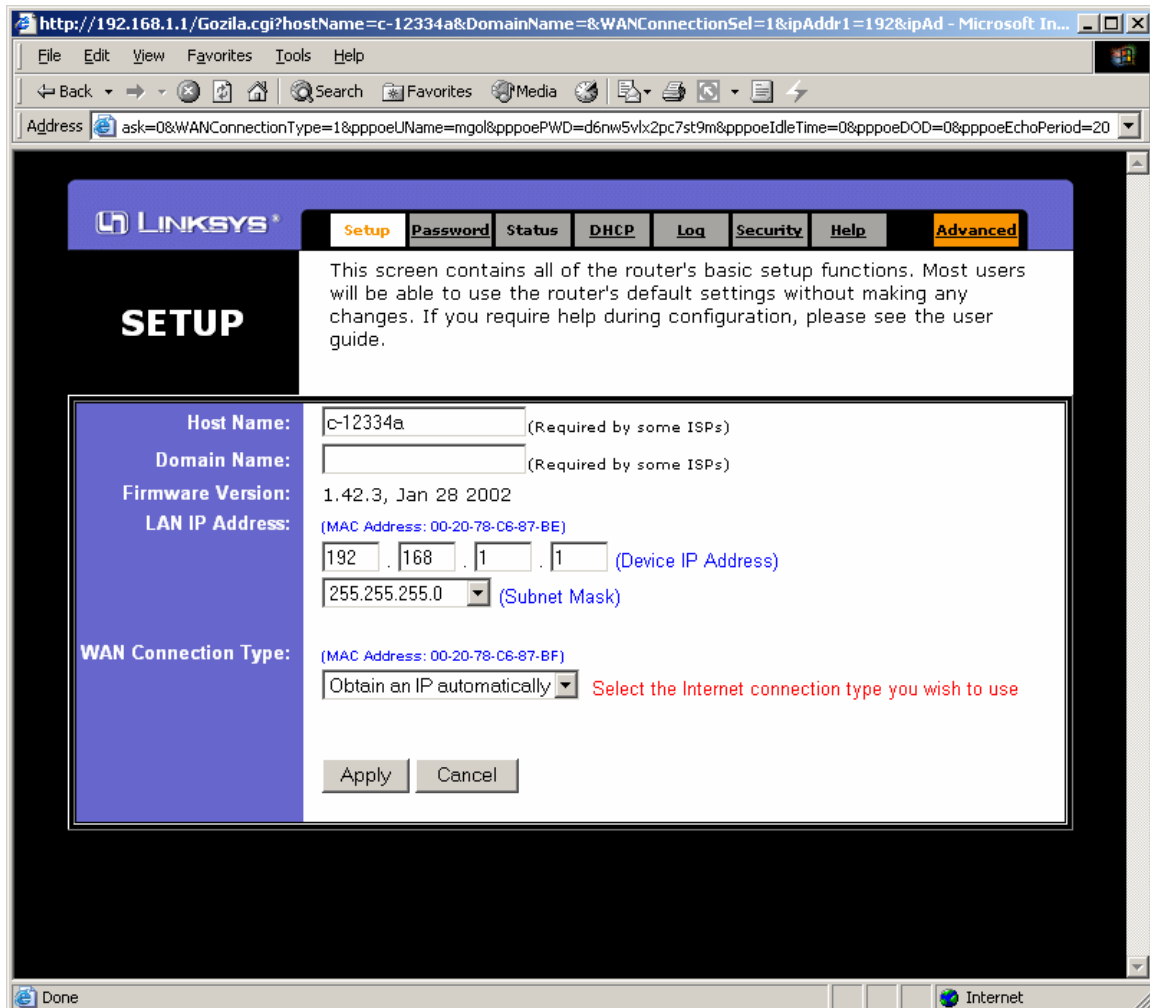 http://192.168.1.1/Gozila.cgi?hostName=c-12334a&DomainName=&WANConnectionSel=1&ipAddr1=192&ipAd - Microsoft In...
File Edit View Favorites Tools Help
Back Search Favorites Media
Address ask=0&WANConnectionType=1&pppoeUName=mgol&pppoePWD=d6nw5vlx2pc7st9m&pppoeIdleTime=0&pppoeDOD=0&pppoeEchoPeriod=20
LINKSYS®
Setup Password Status DHCP Log Security Help Advanced
SETUP
This screen contains all of the router's basic setup functions. Most users
will be able to use the router's default settings without making any
changes. If you require help during configuration, please see the user
guide.
Host Name: c-12334a (Required by some ISPs)
Domain Name: (Required by some ISPs)
Firmware Version: 1.42.3, Jan 28 2002
LAN IP Address: (MAC Address: 00-20-78-C6-87-BE)
192 . 168 . 1 . 1 (Device IP Address)
255.255.255.0 (Subnet Mask)
WAN Connection Type: (MAC Address: 00-20-78-C6-87-BF)
Obtain an IP automatically Select the Internet connection type you wish to use
Apply Cancel
Done Internet